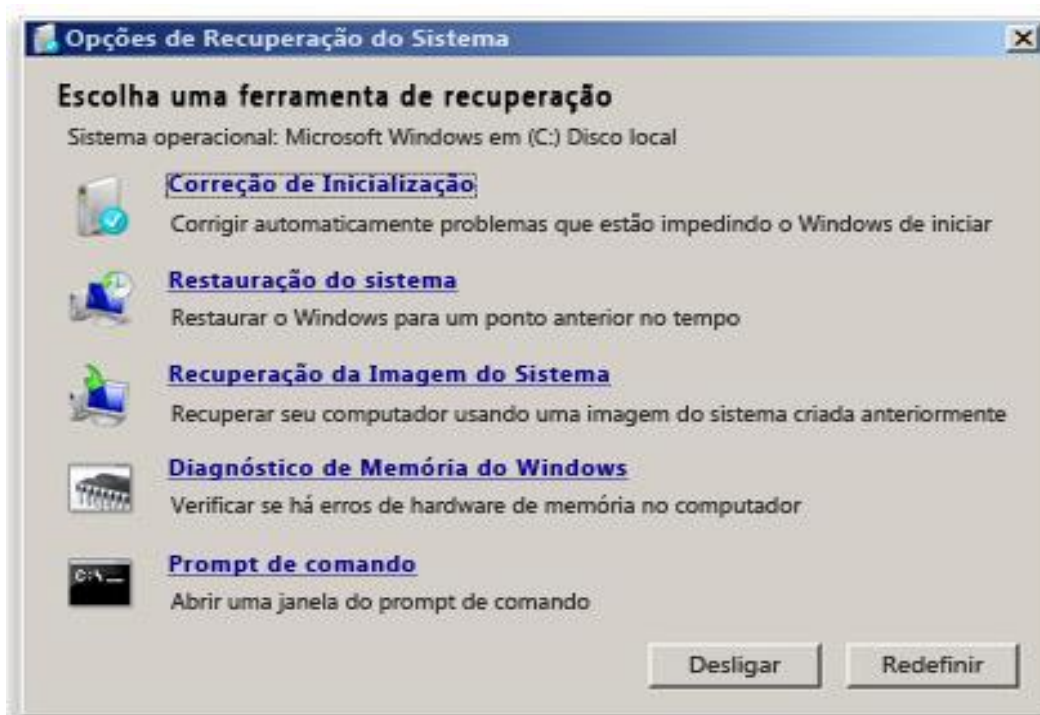 Opções de Recuperação do Sistema
Escolha uma ferramenta de recuperação
Sistema operacional: Microsoft Windows em (C:) Disco local
Correção de Inicialização
Corrigir automaticamente problemas que estão impedindo o Windows de iniciar
Restauração do sistema
Restaurar o Windows para um ponto anterior no tempo
Recuperação da Imagem do Sistema
Recuperar seu computador usando uma imagem do sistema criada anteriormente
Diagnóstico de Memória do Windows
Verificar se há erros de hardware de memória no computador
C:\_
Prompt de comando
Abrir uma janela do prompt de comando
Desligar Redefinir